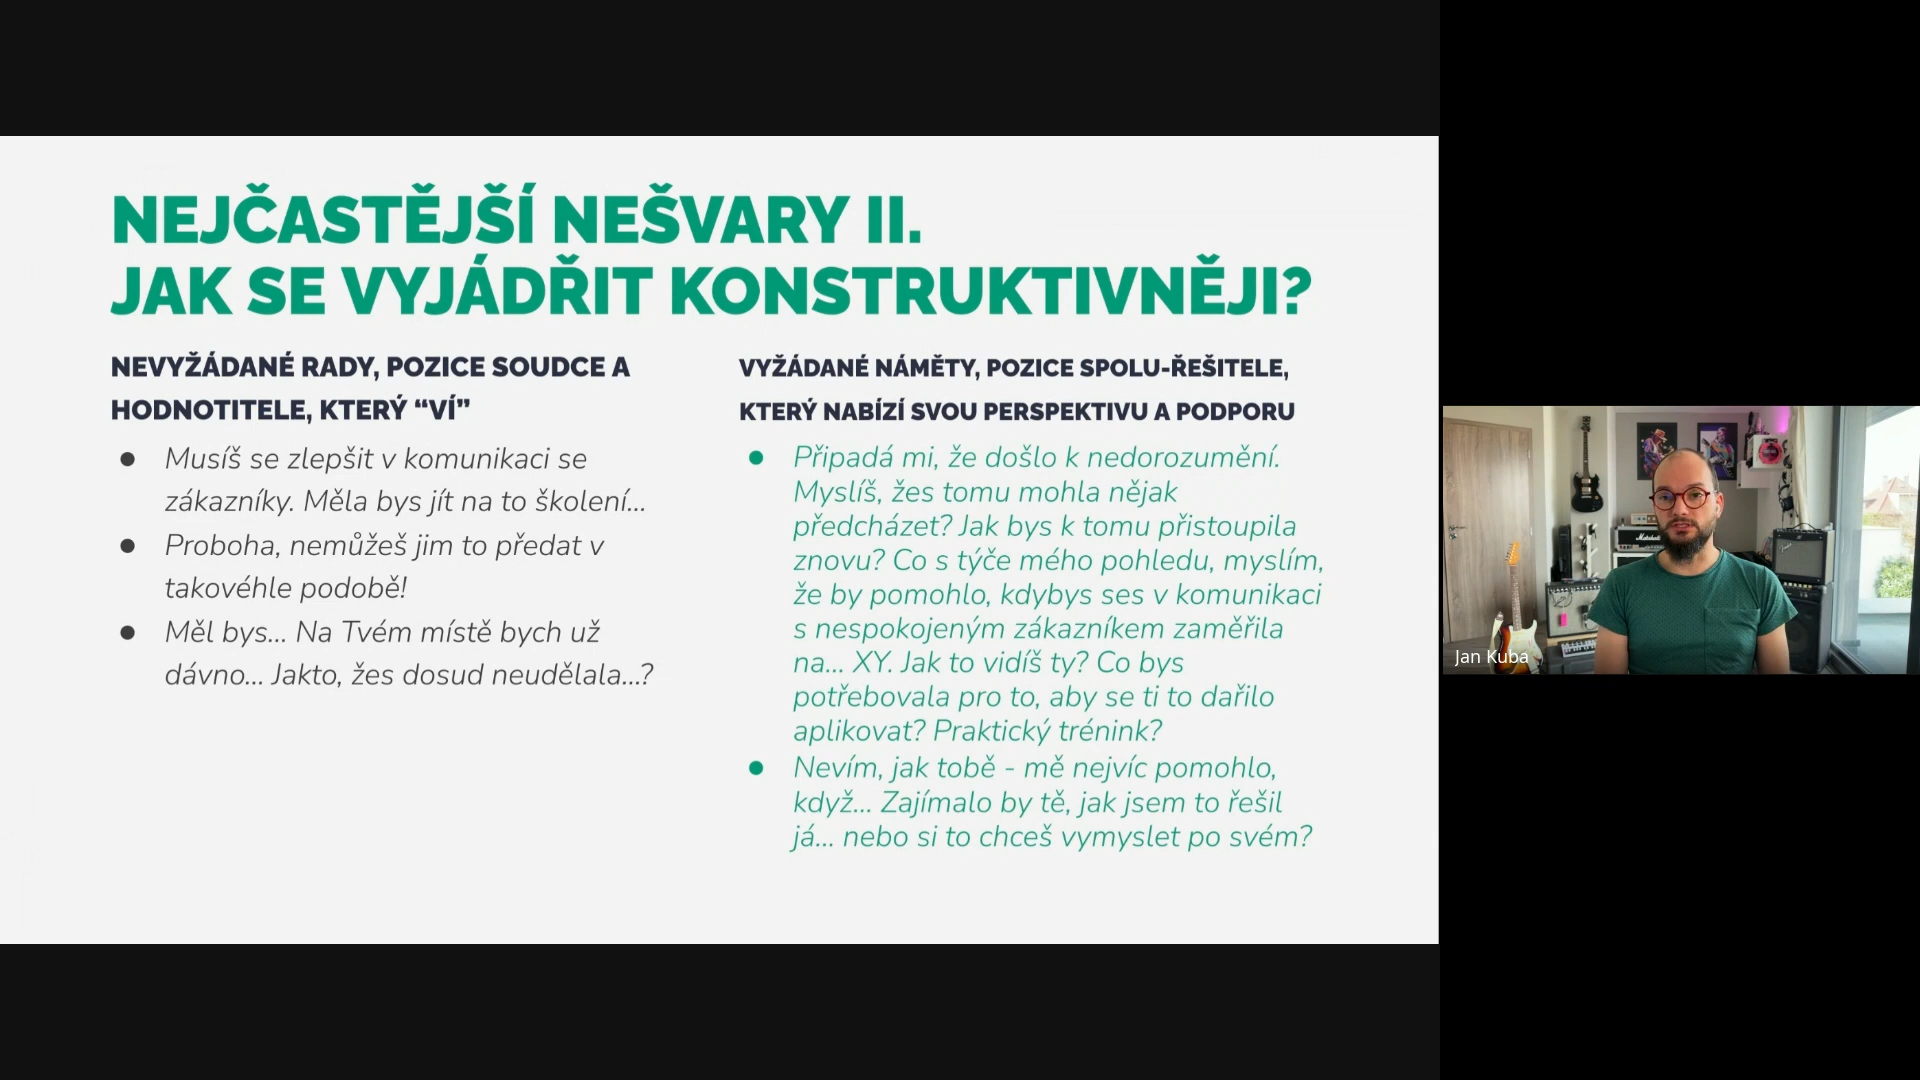 NEJČASTĚJŠÍ NEŠVARY II.
JAK SE VYJÁDŘIT KONSTRUKTIVNĚJI?
NEVYŽÁDANÉ RADY, POZICE SOUDCE A
HODNOTITELE, KTERÝ “VÍ”
● Musíš se zlepšit v komunikaci se
zákazníky. Měla bys jít na to školení...
● Proboha, nemůžeš jim to předat v
takovéhle podobě!
● Měl bys... Na Tvém místě bych už
dávno... Jakto, žes dosud neudělala...?
VYŽÁDANÉ NÁMĚTY, POZICE SPOLU-ŘEŠITELE,
KTERÝ NABÍZÍ SVOU PERSPEKTIVU A PODPORU
● Připadá mi, že došlo k nedorozumění.
Myslíš, žes tomu mohla nějak
předcházet? Jak bys k tomu přistoupila
znovu? Co s týče mého pohledu, myslím,
že by pomohlo, kdybys ses v komunikaci
s nespokojeným zákazníkem zaměřila
na... XY. Jak to vidíš ty? Co bys
potřebovala pro to, aby se ti to dařilo
aplikovat? Praktický trénink?
● Nevím, jak tobě - mě nejvíc pomohlo,
když... Zajímalo by tě, jak jsem to řešil
já... nebo si to chceš vymyslet po svém?
Marshall
Jan Kuba